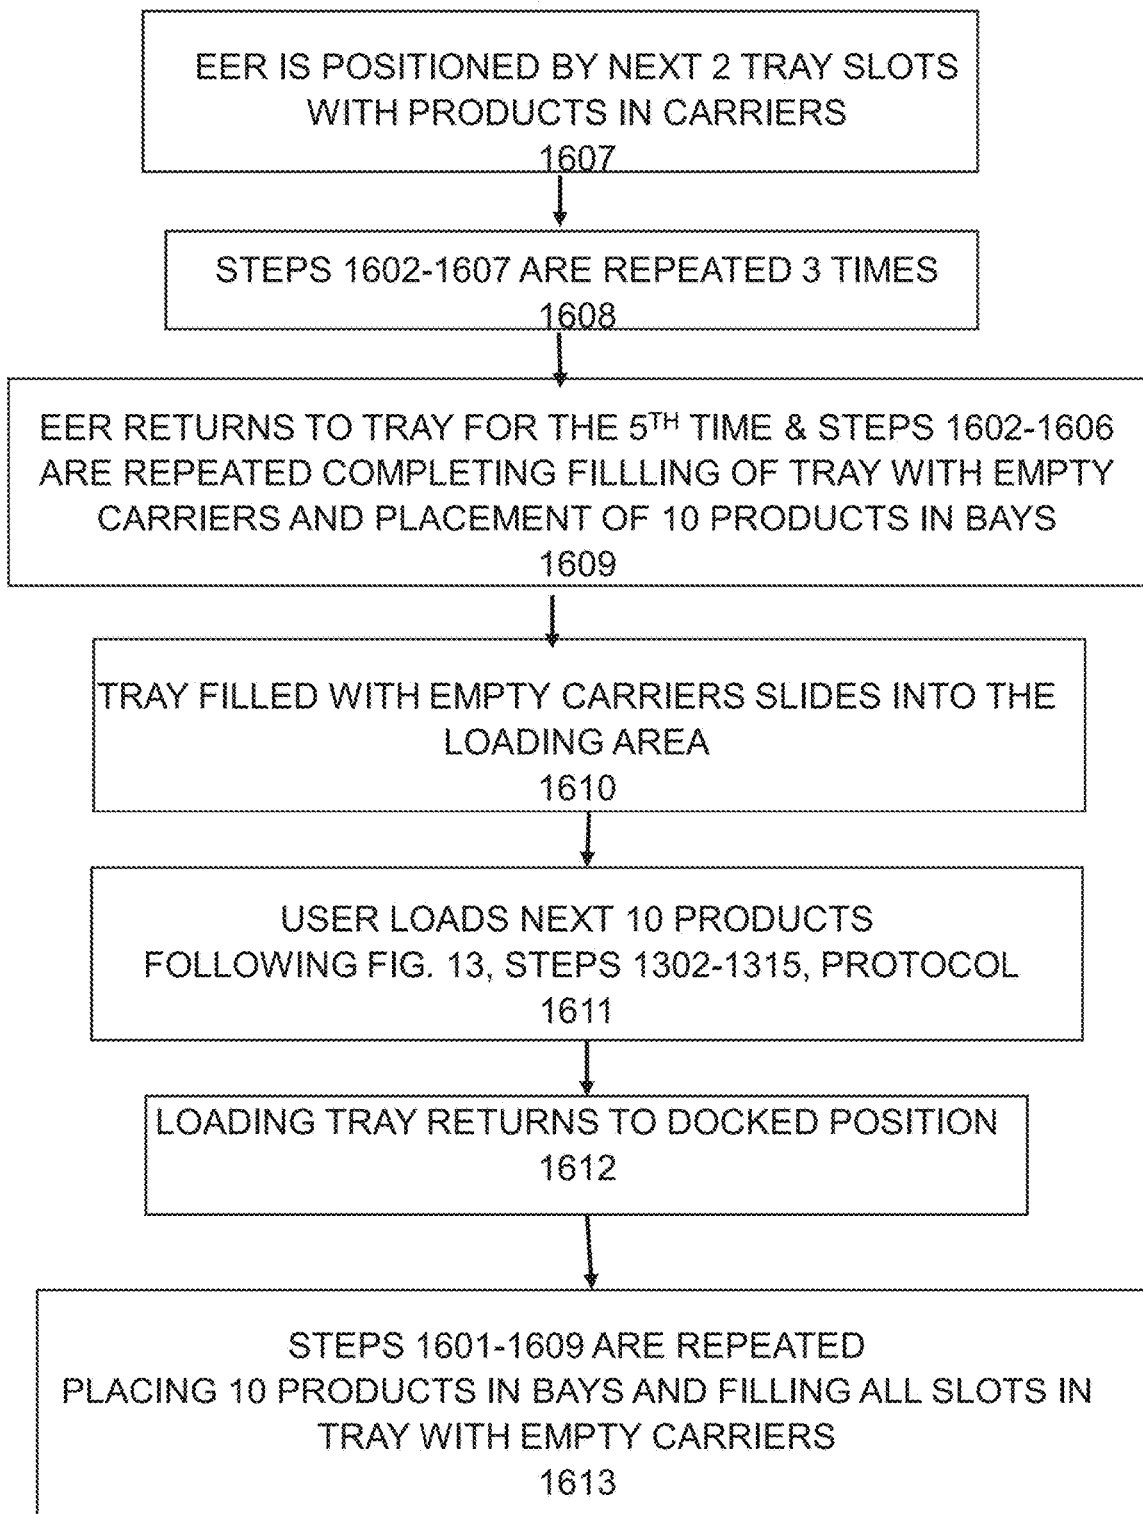 EER IS POSITIONED BY NEXT 2 TRAY SLOTS
WITH PRODUCTS IN CARRIERS
1607
STEPS 1602-1607 ARE REPEATED 3 TIMES
1608
EER RETURNS TO TRAY FOR THE 5TH TIME & STEPS 1602-1606
ARE REPEATED COMPLETING FILLLING OF TRAY WITH EMPTY
CARRIERS AND PLACEMENT OF 10 PRODUCTS IN BAYS
1609
TRAY FILLED WITH EMPTY CARRIERS SLIDES INTO THE
LOADING AREA
1610
USER LOADS NEXT 10 PRODUCTS
FOLLOWING FIG. 13, STEPS 1302-1315, PROTOCOL
1611
LOADING TRAY RETURNS TO DOCKED POSITION
1612
STEPS 1601-1609 ARE REPEATED
PLACING 10 PRODUCTS IN BAYS AND FILLING ALL SLOTS IN
TRAY WITH EMPTY CARRIERS
1613